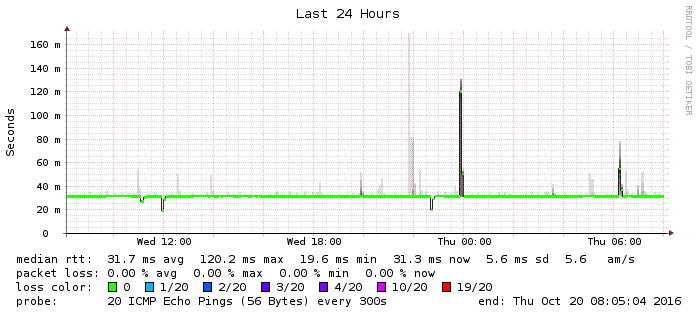 Last 24 Hours
RRDTOOL / TOBI OETIKER
Seconds
160 m
140 m
120 m
100 m
80 m
60 m
40 m
20 m
0
Wed 12:00 Wed 18:00 Thu 00:00 Thu 06:00
median rtt: 31.7 ms avg 120.2 ms max 19.6 ms min 31.3 ms now 5.6 ms sd 5.6 am/s
packet loss: 0.00 % avg 0.00 % max 0.00 % min 0.00 % now
loss color: 0 1/20 2/20 3/20 4/20 10/20 19/20
probe: 20 ICMP Echo Pings (56 Bytes) every 300s end: Thu Oct 20 08:05:04 2016